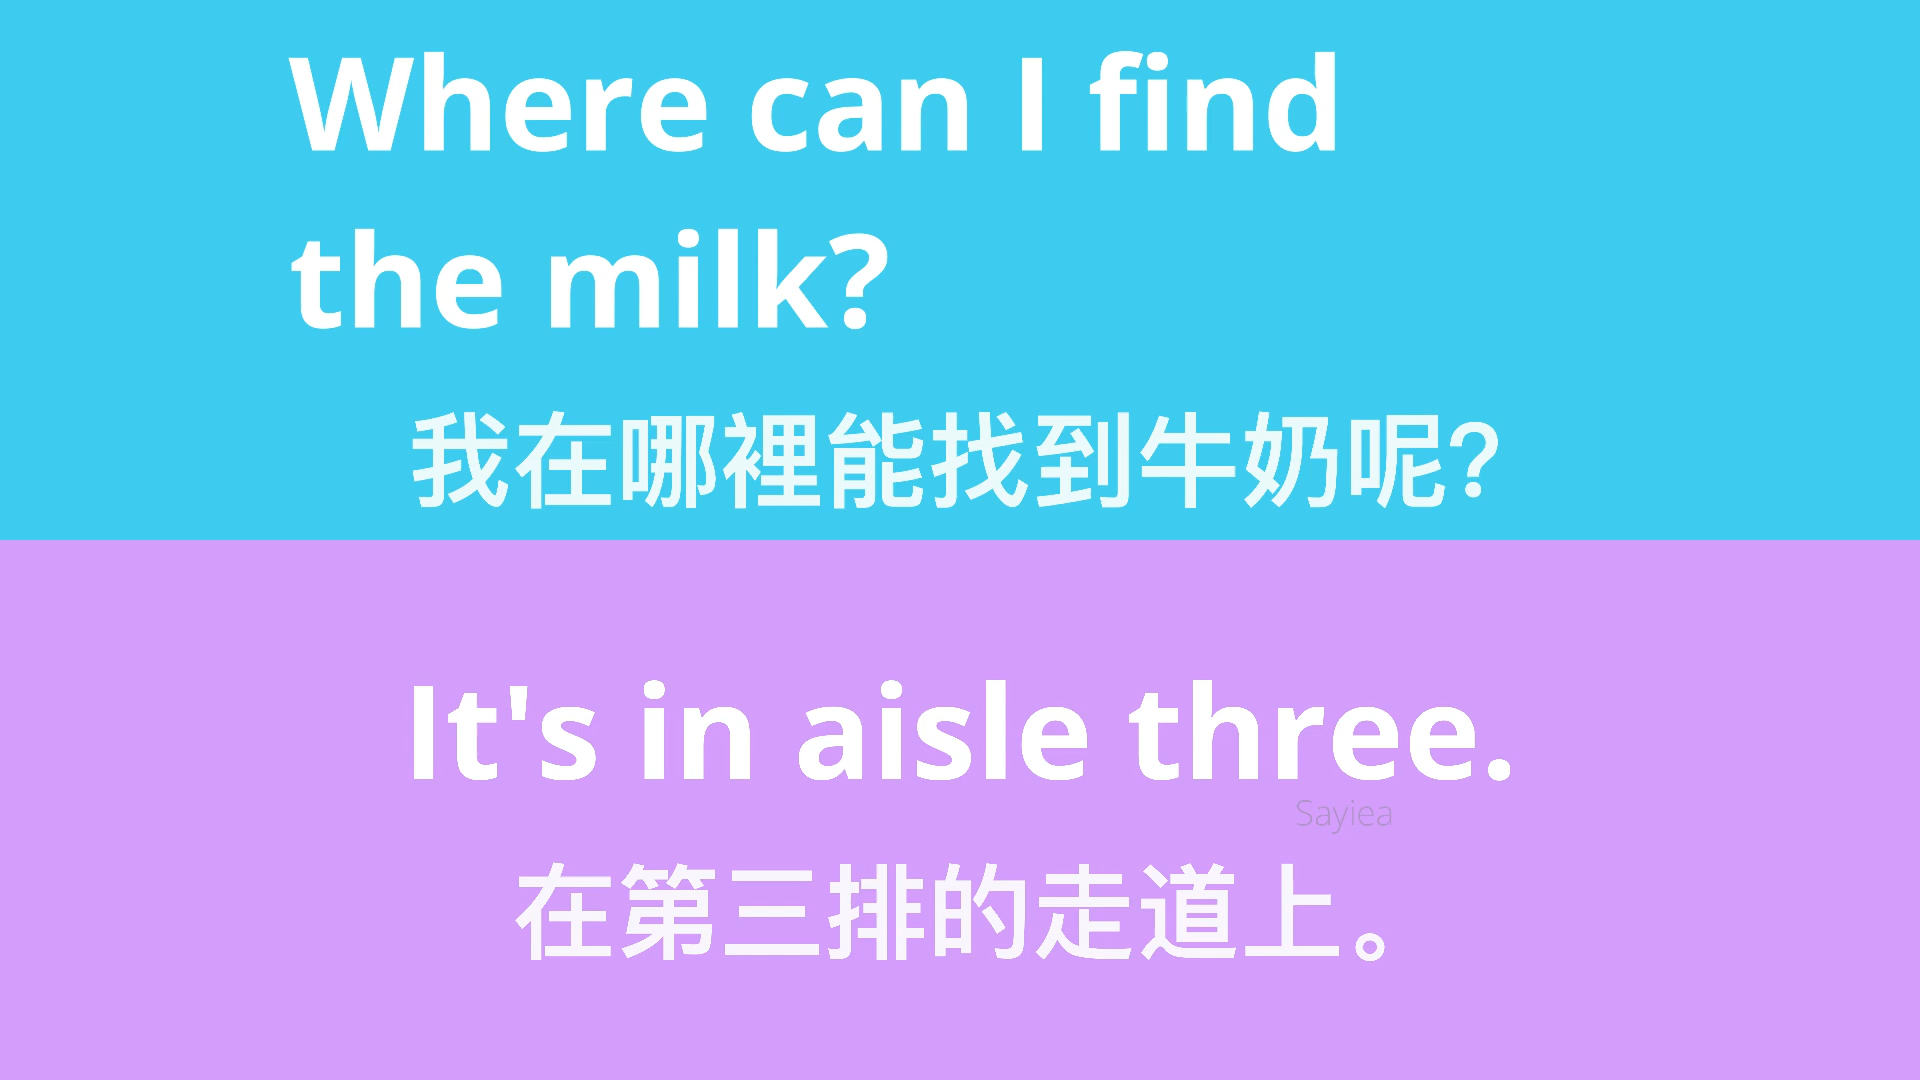 Where can I find
the milk?
我在哪裡能找到牛奶呢?
It's in aisle three.
Sayiea
在第三排的走道上。